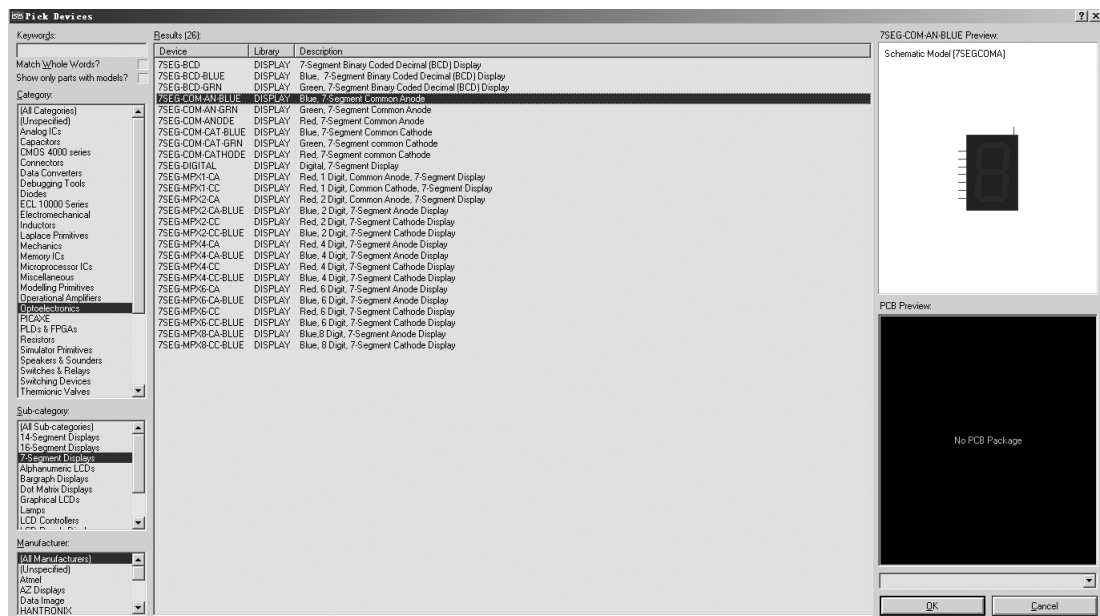 Pick Devices
Keywords:
Match Whole Words?
Show only parts with models?
Category:
(All Categories)
(Unspecified)
Analog ICs
Capacitors
CMOS 4000 series
Connectors
Data Converters
Debugging Tools
Diodes
ECL 10000 Series
Electromechanical
Inductors
Laplace Primitives
Mechanics
Memory ICs
Microprocessor ICs
Miscellaneous
Modelling Primitives
Operational Amplifiers
Optoelectronics
PICAXE
PLDs & FPGAs
Resistors
Simulator Primitives
Speakers & Sounders
Switches & Relays
Switching Devices
Thermionic Valves
Sub-category:
(All Sub-categories)
14-Segment Displays
16-Segment Displays
7-Segment Displays
Alphanumeric LCDs
Bargraph Displays
Dot Matrix Displays
Graphical LCDs
Lamps
LCD Controllers
Manufacturer:
(All Manufacturers)
(Unspecified)
Atmel
AZ Displays
Data Image
HANTRONIX
Results (26):
Device Library Description
7SEG-BCD DISPLAY 7-Segment Binary Coded Decimal (BCD) Display
7SEG-BCD-BLUE DISPLAY Blue, 7-Segment Binary Coded Decimal (BCD) Display
7SEG-BCD-GRN DISPLAY Green, 7-Segment Binary Coded Decimal (BCD) Display
7SEG-COM-AN-BLUE DISPLAY Blue, 7-Segment Common Anode
7SEG-COM-AN-GRN DISPLAY Green, 7-Segment Common Anode
7SEG-COM-ANODE DISPLAY Red, 7-Segment Common Anode
7SEG-COM-CAT-BLUE DISPLAY Blue, 7-Segment Common Cathode
7SEG-COM-CAT-GRN DISPLAY Green, 7-Segment common Cathode
7SEG-COM-CATHODE DISPLAY Red, 7-Segment common Cathode
7SEG-DIGITAL DISPLAY Digital, 7-Segment Display
7SEG-MPX1-CA DISPLAY Red, 1 Digit, Common Anode, 7-Segment Display
7SEG-MPX1-CC DISPLAY Red, 1 Digit, Common Cathode, 7-Segment Display
7SEG-MPX2-CA DISPLAY Red, 2 Digit, Common Anode, 7-Segment Display
7SEG-MPX2-CA-BLUE DISPLAY Blue, 2 Digit, 7-Segment Anode Display
7SEG-MPX2-CC DISPLAY Red, 2 Digit, 7-Segment Cathode Display
7SEG-MPX2-CC-BLUE DISPLAY Blue, 2 Digit, 7-Segment Cathode Display
7SEG-MPX4-CA DISPLAY Red, 4 Digit, 7-Segment Anode Display
7SEG-MPX4-CA-BLUE DISPLAY Blue, 4 Digit, 7-Segment Anode Display
7SEG-MPX4-CC DISPLAY Red, 4 Digit, 7-Segment Cathode Display
7SEG-MPX4-CC-BLUE DISPLAY Blue, 4 Digit, 7-Segment Cathode Display
7SEG-MPX6-CA DISPLAY Red, 6 Digit, 7-Segment Anode Display
7SEG-MPX6-CA-BLUE DISPLAY Blue, 6 Digit, 7-Segment Anode Display
7SEG-MPX6-CC DISPLAY Red, 6 Digit, 7-Segment Cathode Display
7SEG-MPX6-CC-BLUE DISPLAY Blue, 6 Digit, 7-Segment Cathode Display
7SEG-MPX8-CA-BLUE DISPLAY Blue,8 Digit, 7-Segment Anode Display
7SEG-MPX8-CC-BLUE DISPLAY Blue, 8 Digit, 7-Segment Cathode Display
7SEG-COM-AN-BLUE Preview:
Schematic Model [7SEGCOMA]
PCB Preview:
No PCB Package
OK
Cancel